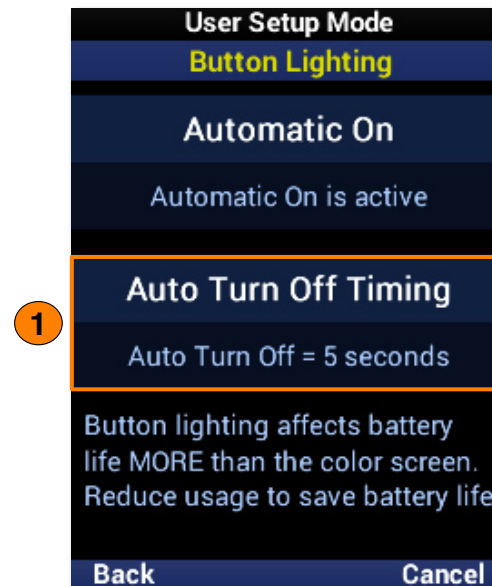 User Setup Mode
Button Lighting
Automatic On
Automatic On is active
1
Auto Turn Off Timing
Auto Turn Off = 5 seconds
Button lighting affects battery
life MORE than the color screen.
Reduce usage to save battery life
Back Cancel